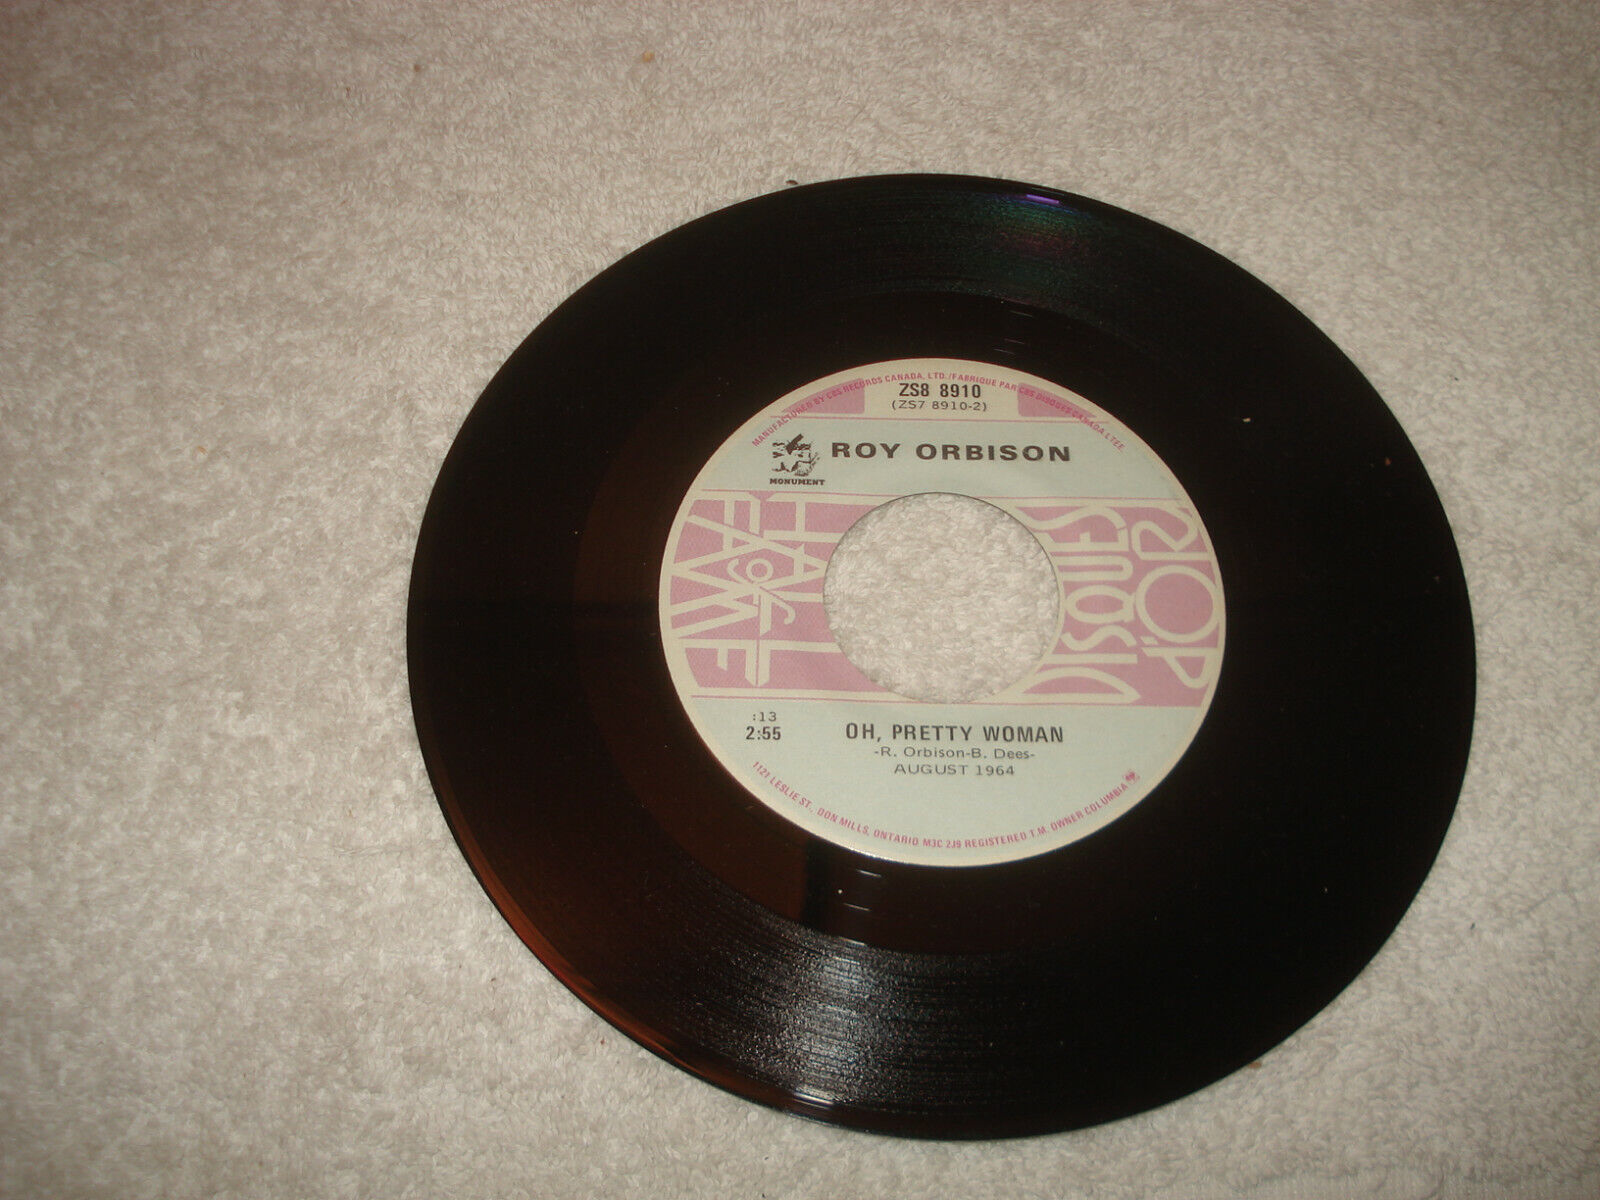 MANUFACTURED BY CBS RECORDS CANADA, LTD./FABRIQUE PAR CBS DISQUES CANADA LTEE.
ZS8 8910
(ZS7 8910-2)
ROY ORBISON
MONUMENT
HALL
OF
FAME
DISQUES
D'OR
:13
2:55
OH, PRETTY WOMAN
-R. Orbison-B. Dees-
AUGUST 1964
1121 LESLIE ST., DON MILLS, ONTARIO M3C 2J9 REGISTERED T.M. OWNER COLUMBIA